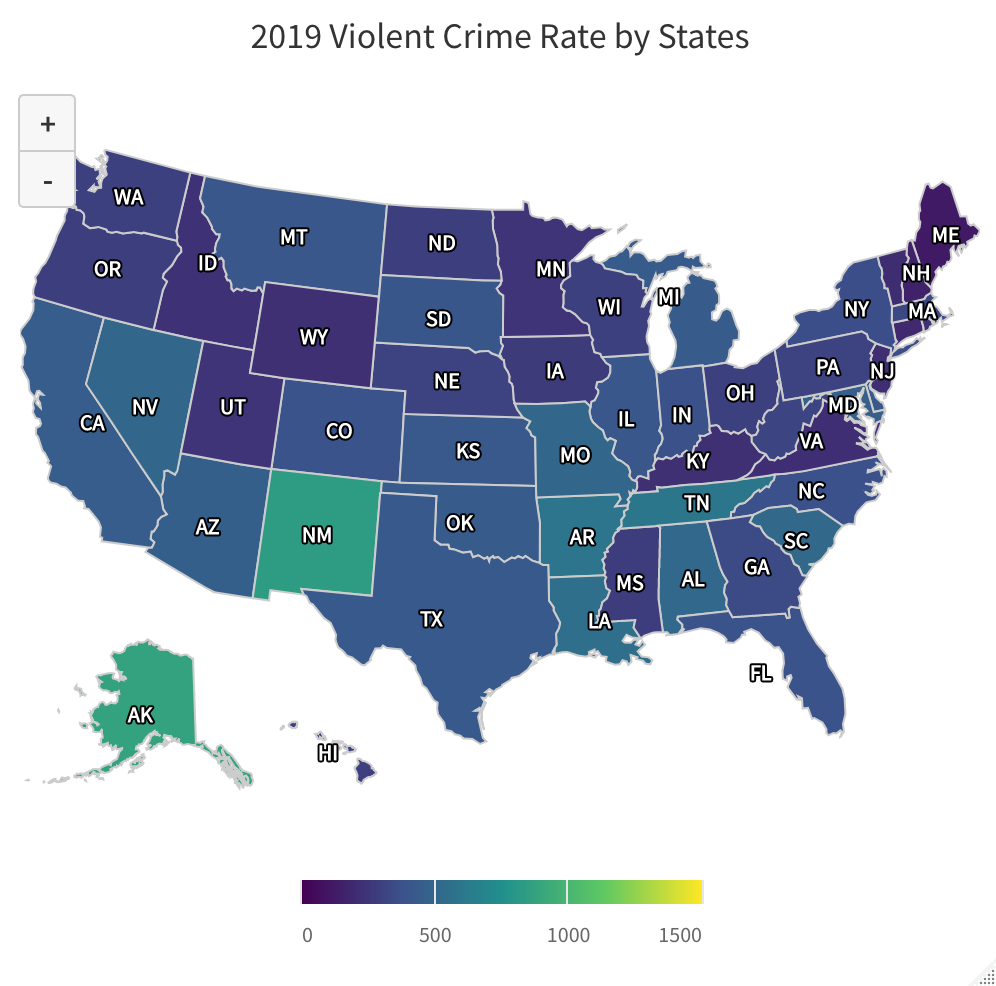 2019 Violent Crime Rate by States
+
-
WA
ME
MT
ND
OR
ID
MN
NH
MI
WI
NY
MA
SD
WY
PA
NJ
IA
NE
OH
NV
UT
MD
CA
CO
IL
IN
VA
KS
MO
KY
NC
TN
AZ
NM
OK
AR
SC
GA
MS
AL
TX
LA
FL
AK
HI
0
500
1000
1500